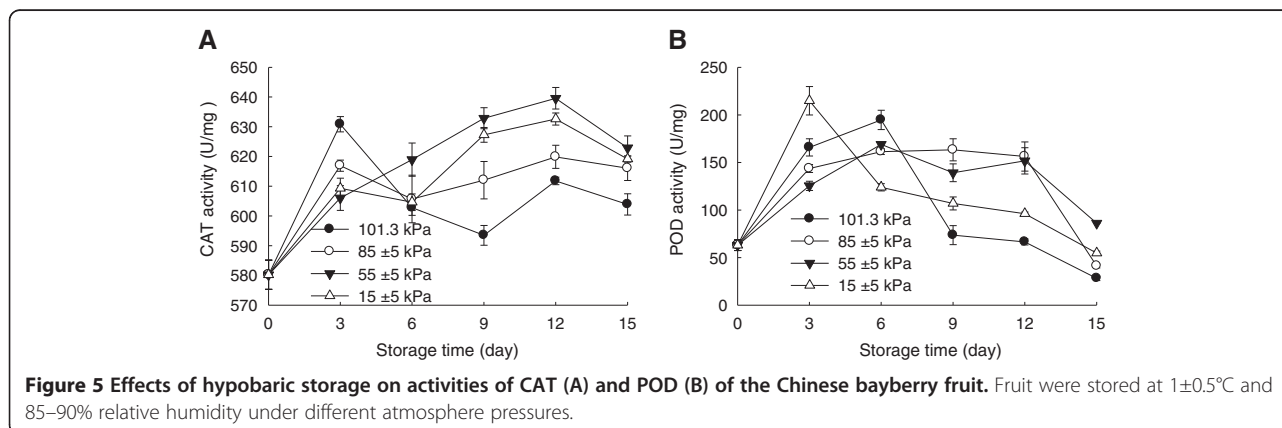 A
CAT activity (U/mg)
650
640
630
620
610
600
590
580
570
101.3 kPa
85 ±5 kPa
55 ±5 kPa
15 ±5 kPa
0 3 6 9 12 15
Storage time (day)
B
POD activity (U/mg)
250
200
150
100
50
0
101.3 kPa
85 ±5 kPa
55 ±5 kPa
15 ±5 kPa
0 3 6 9 12 15
Storage time (day)
Figure 5 Effects of hypobaric storage on activities of CAT (A) and POD (B) of the Chinese bayberry fruit. Fruit were stored at 1±0.5°C and
85–90% relative humidity under different atmosphere pressures.